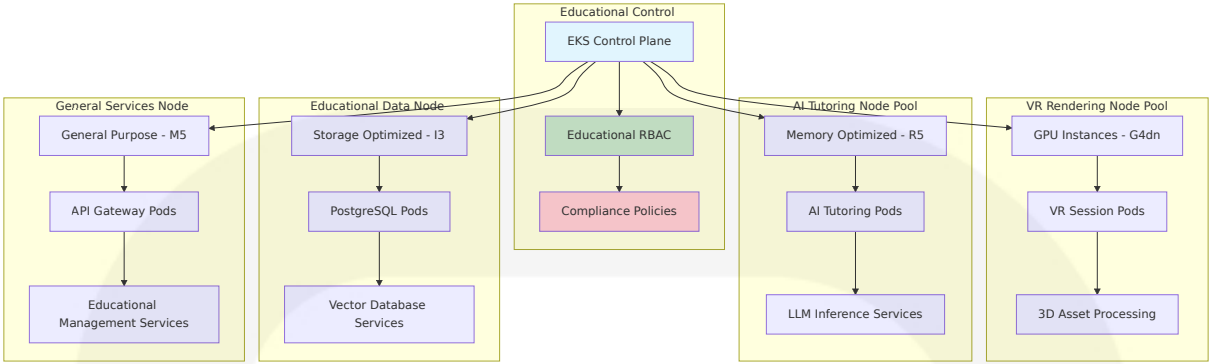 Educational Control
EKS Control Plane
General Services Node
General Purpose - M5
API Gateway Pods
Educational
Management Services
Educational Data Node
Storage Optimized - I3
PostgreSQL Pods
Vector Database
Services
Educational RBAC
Compliance Policies
AI Tutoring Node Pool
Memory Optimized - R5
AI Tutoring Pods
LLM Inference Services
VR Rendering Node Pool
GPU Instances - G4dn
VR Session Pods
3D Asset Processing